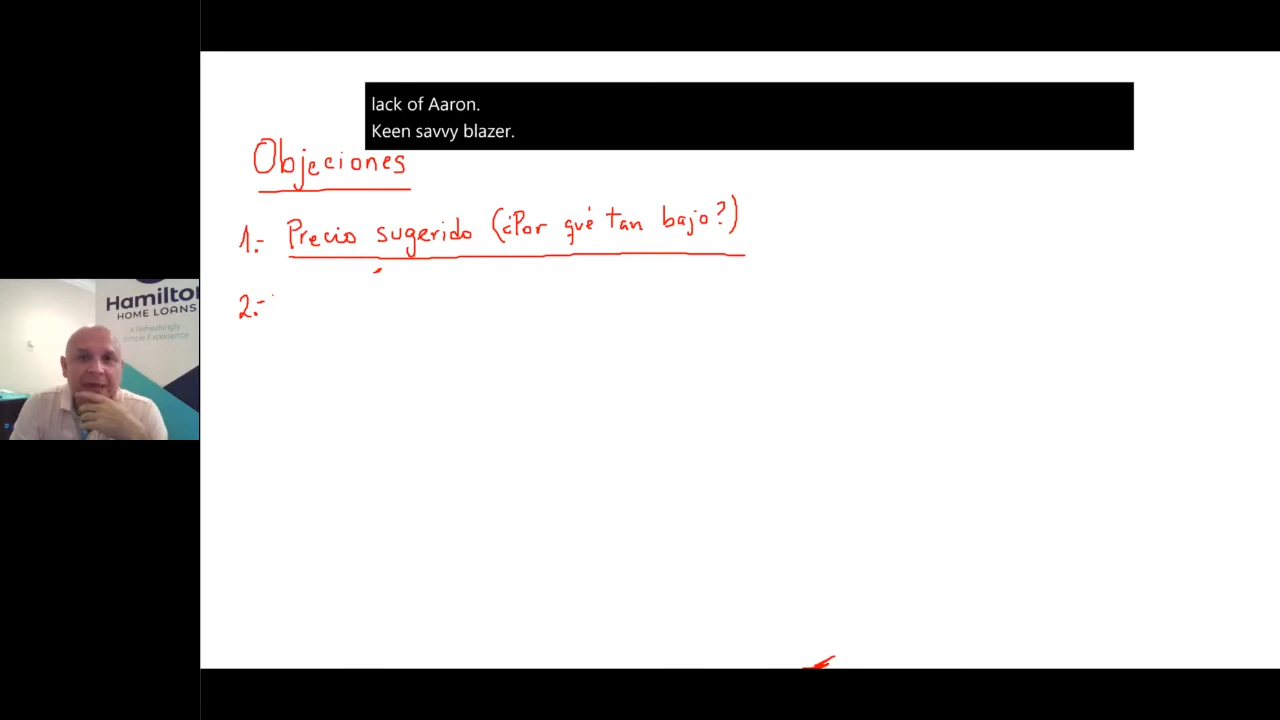 lack of Aaron.
Keen savvy blazer.
Objeciones
1.- Precio sugerido (¿Por qué tan bajo?)
2.-
Hamilton
HOME LOANS
A Refreshingly
Simple Experience